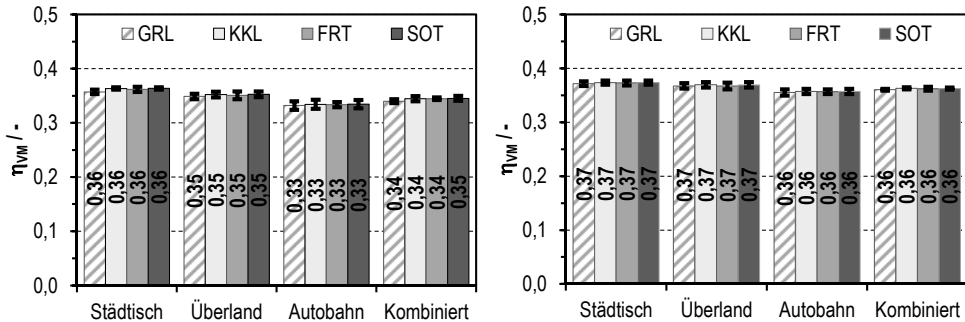 0,5
GRL KKL FRT SOT
0,4
0,3
0,2
0,1
0,0
ηVM / -
0,36 0,36 0,36 0,36
0,35 0,35 0,35 0,35
0,33 0,33 0,33 0,33
0,34 0,34 0,34 0,35
Städtisch Überland Autobahn Kombiniert
0,5
GRL KKL FRT SOT
0,4
0,3
0,2
0,1
0,0
ηVM / -
0,37 0,37 0,37 0,37
0,37 0,37 0,37 0,37
0,36 0,36 0,36 0,36
0,36 0,36 0,36 0,36
Städtisch Überland Autobahn Kombiniert